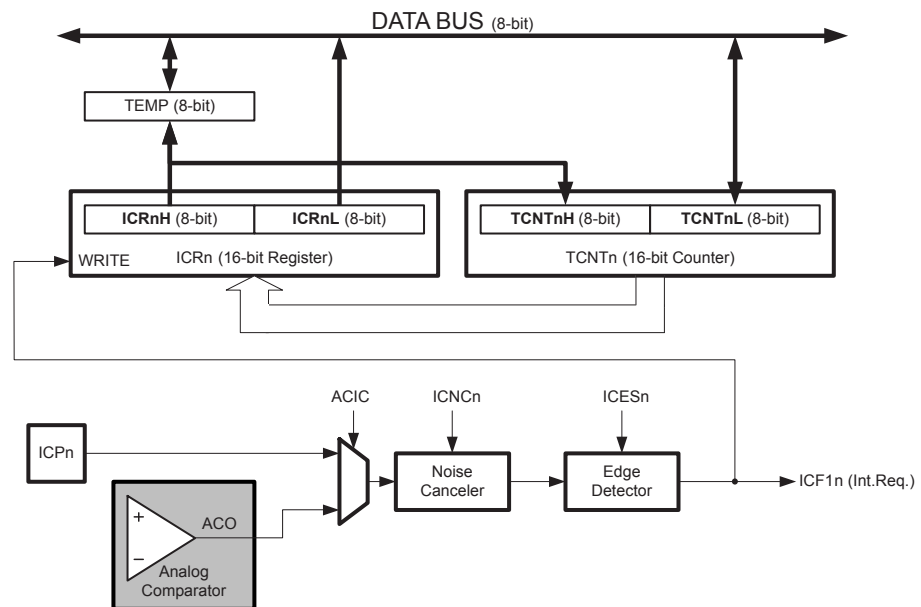 DATA BUS (8-bit)
TEMP (8-bit)
ICRnH (8-bit) ICRnL (8-bit)
WRITE ICRn (16-bit Register)
TCNTnH (8-bit) TCNTnL (8-bit)
TCNTn (16-bit Counter)
ACIC
ICNCn
ICESn
ICPn
Noise
Canceler
Edge
Detector
ICF1n (Int.Req.)
+
ACO
−
Analog
Comparator